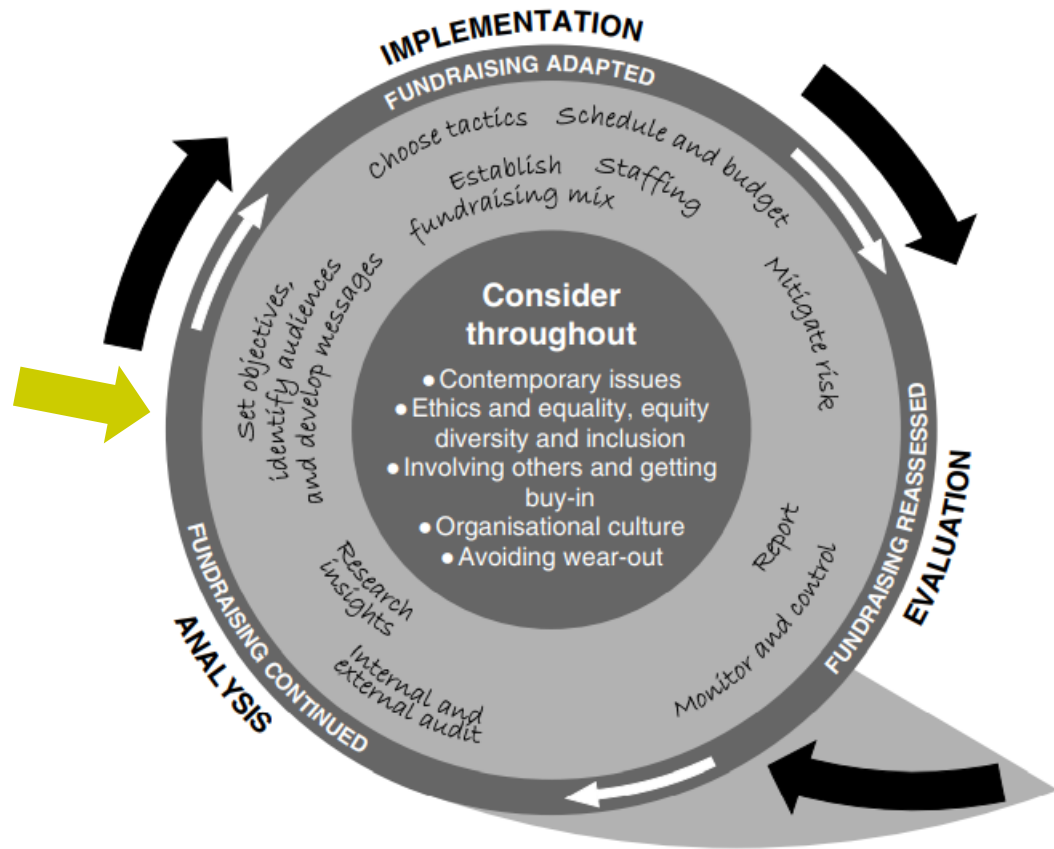 IMPLEMENTATION
FUNDRAISING ADAPTED
Choose tactics
Schedule and budget
Establish
fundraising mix
Staffing
Mitigate risk
Set objectives,
identify audiences
and develop messages
Consider
throughout
● Contemporary issues
● Ethics and equality, equity
diversity and inclusion
● Involving others and getting
buy-in
● Organisational culture
● Avoiding wear-out
FUNDRAISING REASSESSED
EVALUATION
Report
Monitor and control
Research
insights
Internal and
external audit
FUNDRAISING CONTINUED
ANALYSIS